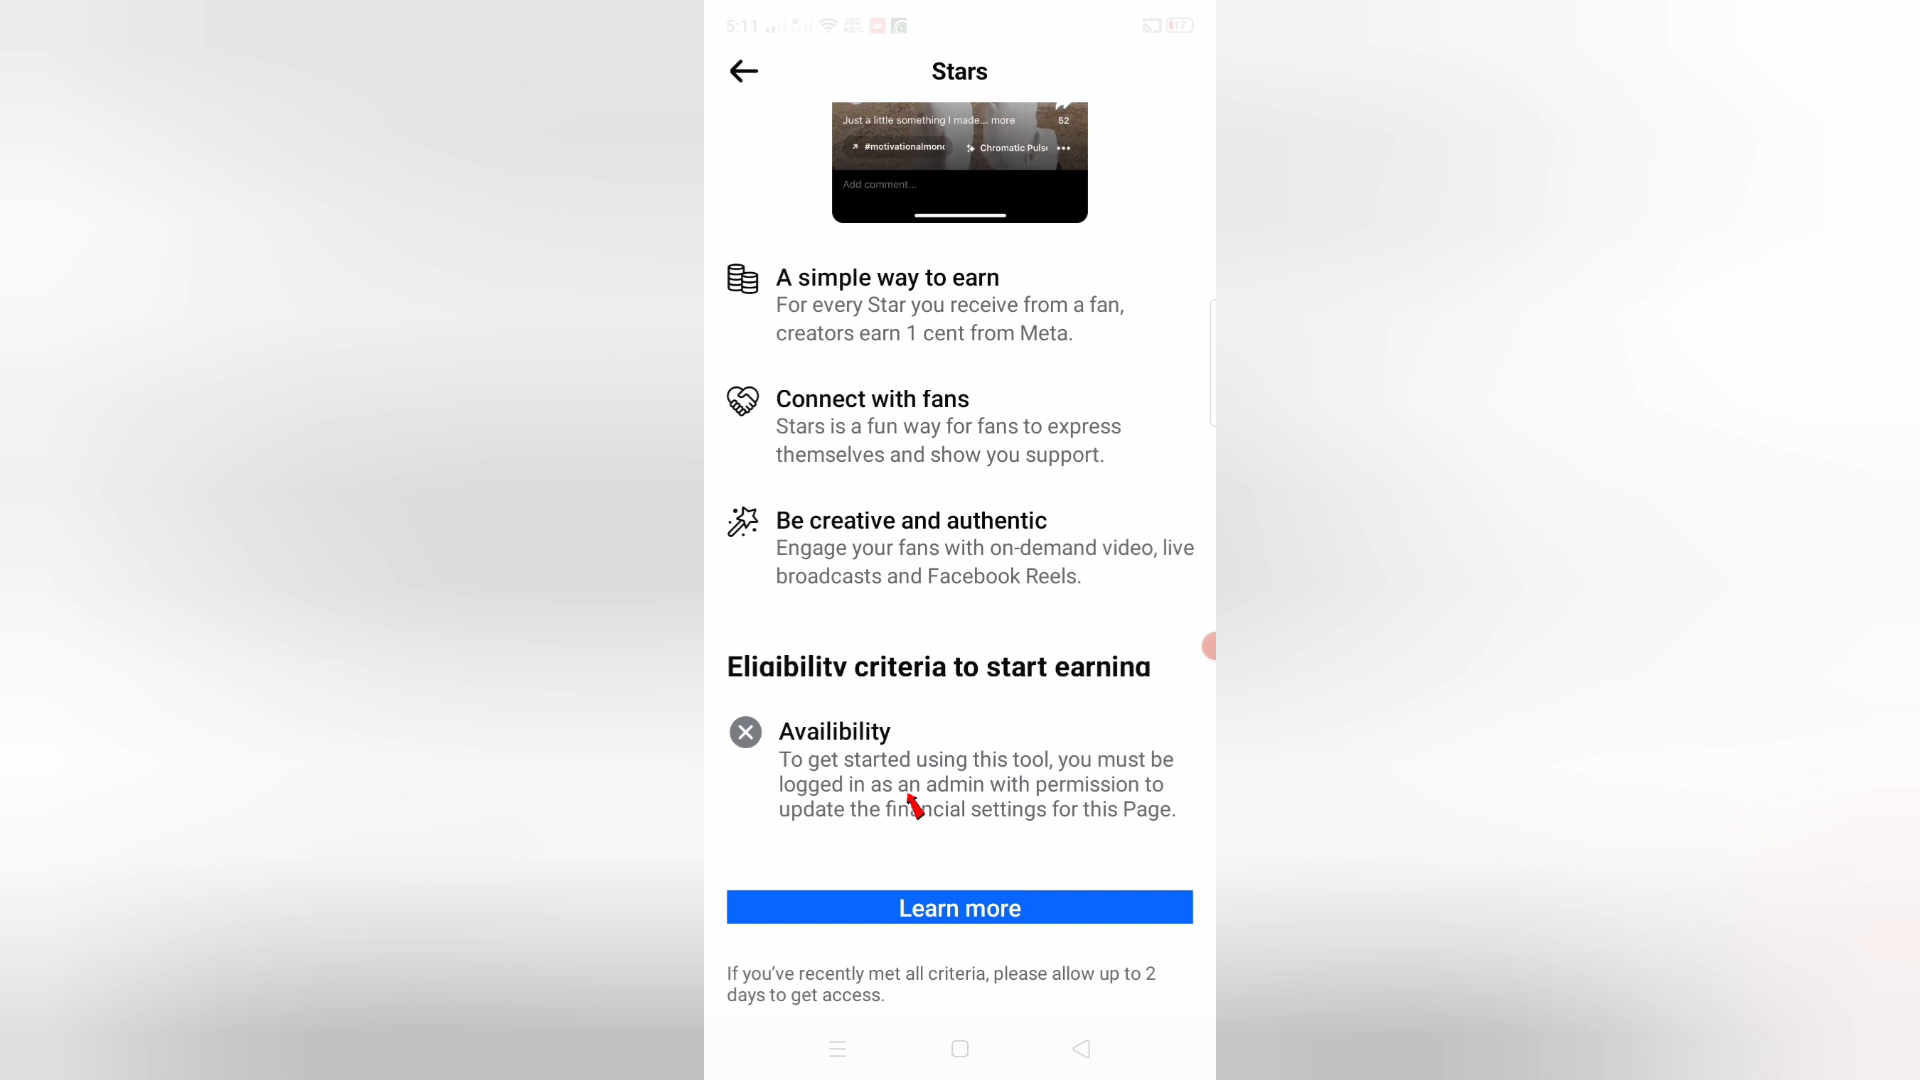 5:11
17
Stars
Just a little something I made... more
52
#motivationalmon
Chromatic Puls
Add comment...
A simple way to earn
For every Star you receive from a fan,
creators earn 1 cent from Meta.
Connect with fans
Stars is a fun way for fans to express
themselves and show you support.
Be creative and authentic
Engage your fans with on-demand video, live
broadcasts and Facebook Reels.
Eligibility criteria to start earning
Availibility
To get started using this tool, you must be
logged in as an admin with permission to
update the financial settings for this Page.
Learn more
If you’ve recently met all criteria, please allow up to 2
days to get access.